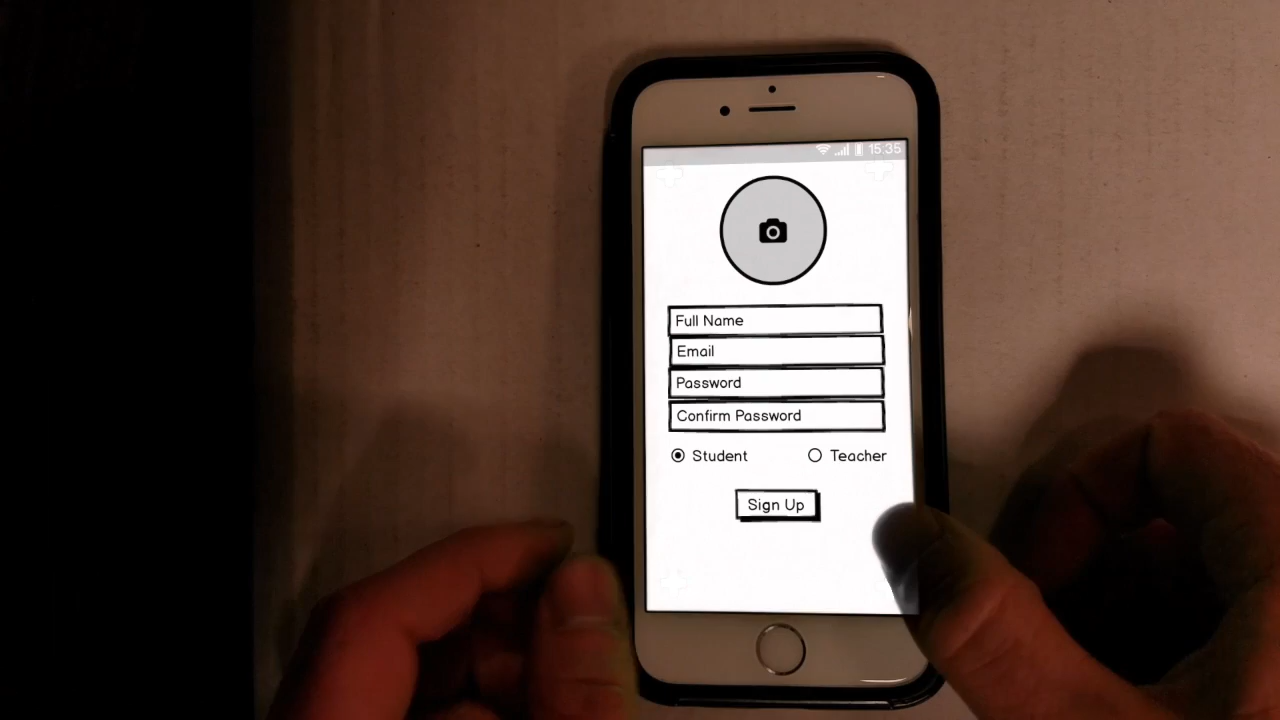 15.35
Full Name
Email
Password
Confirm Password
Student Teacher
Sign Up